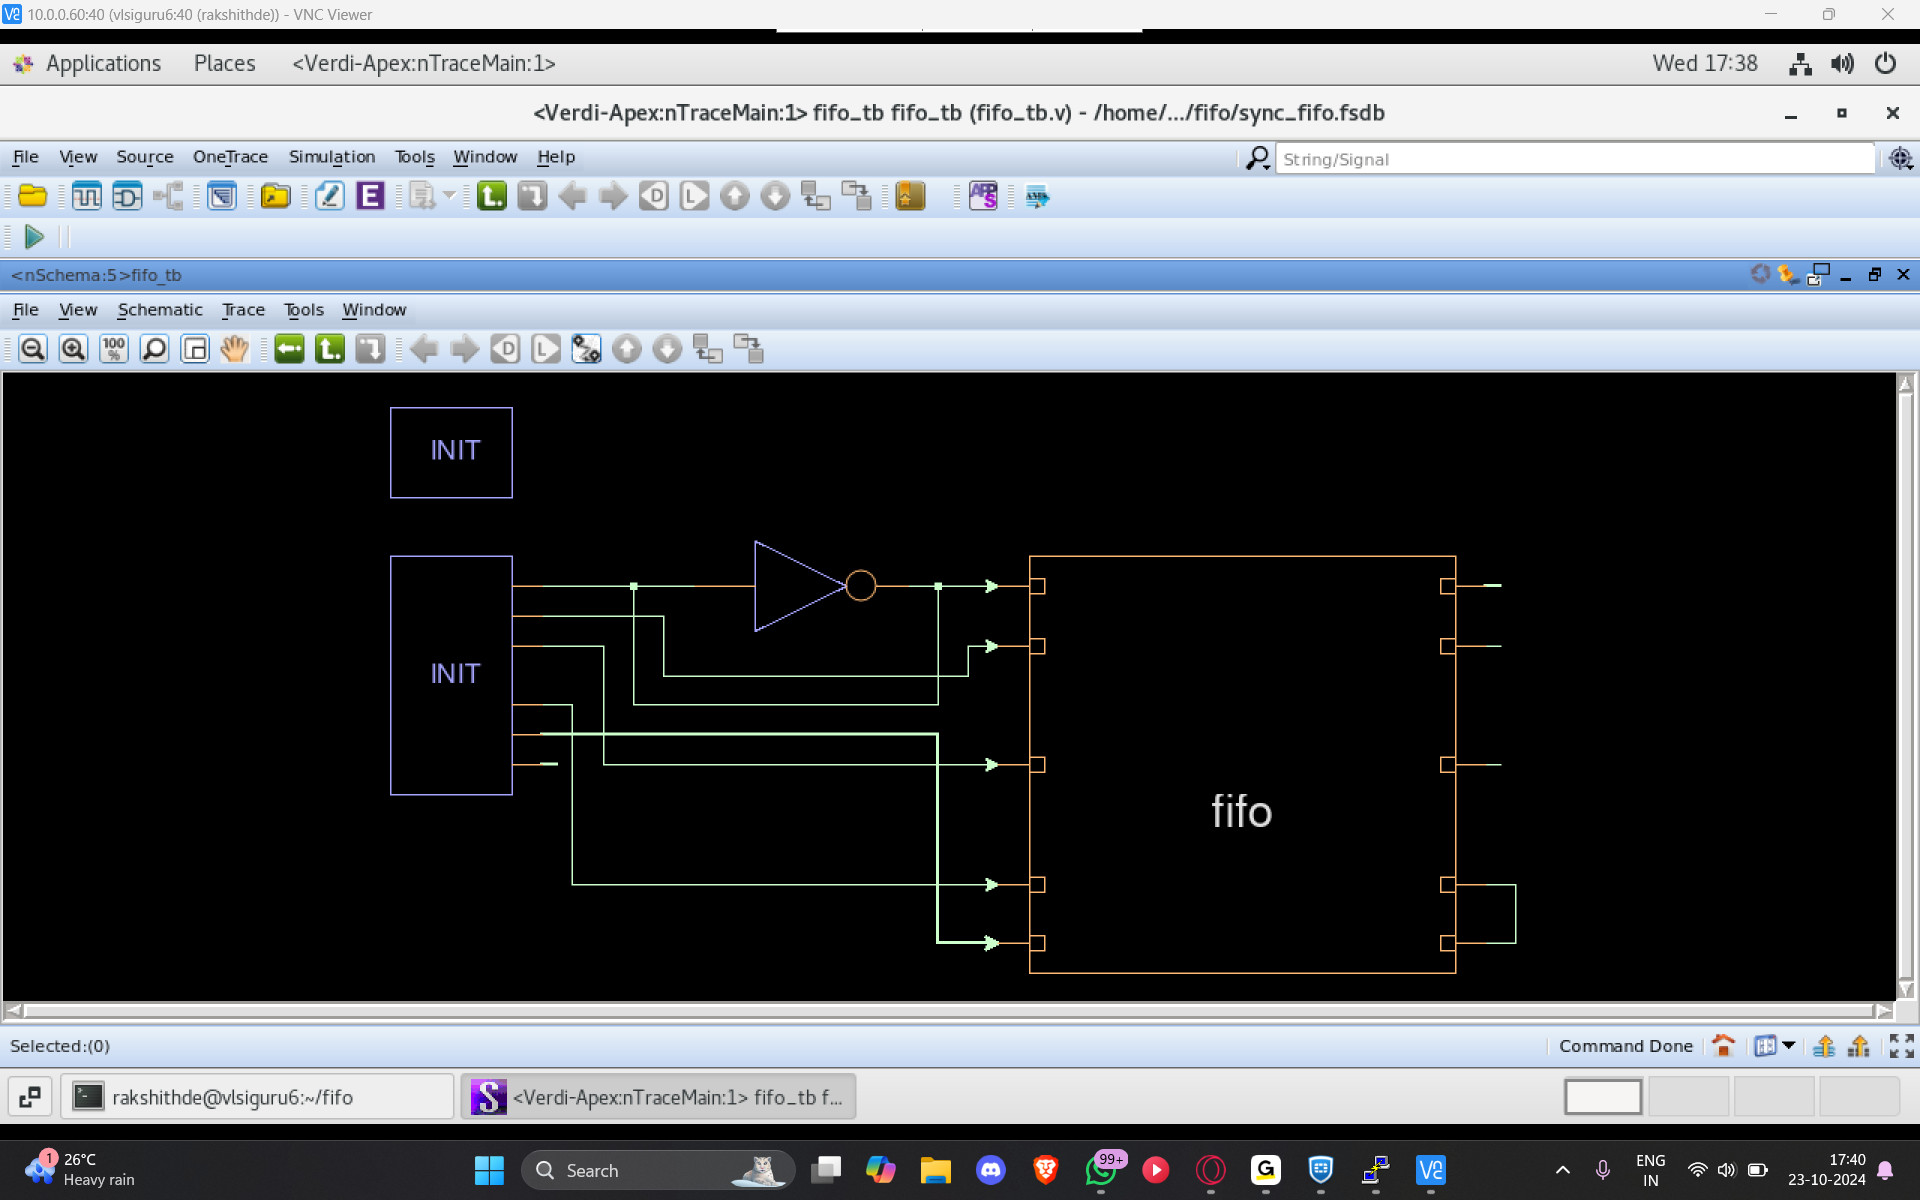 10.0.0.60:40 (vlsiguru6:40 (rakshithde)) - VNC Viewer
Applications Places <Verdi-Apex:nTraceMain:1> Wed 17:38
<Verdi-Apex:nTraceMain:1> fifo_tb fifo_tb (fifo_tb.v) - /home/.../fifo/sync_fifo.fsdb
File View Source OneTrace Simulation Tools Window Help String/Signal
<nSchema:5>fifo_tb
File View Schematic Trace Tools Window
100
%
INIT
INIT
fifo
Selected:(0) Command Done
rakshithde@vlsiguru6:~/fifo <Verdi-Apex:nTraceMain:1> fifo_tb f...
1 26°C
Heavy rain
Search
99+
ENG
IN
17:40
23-10-2024